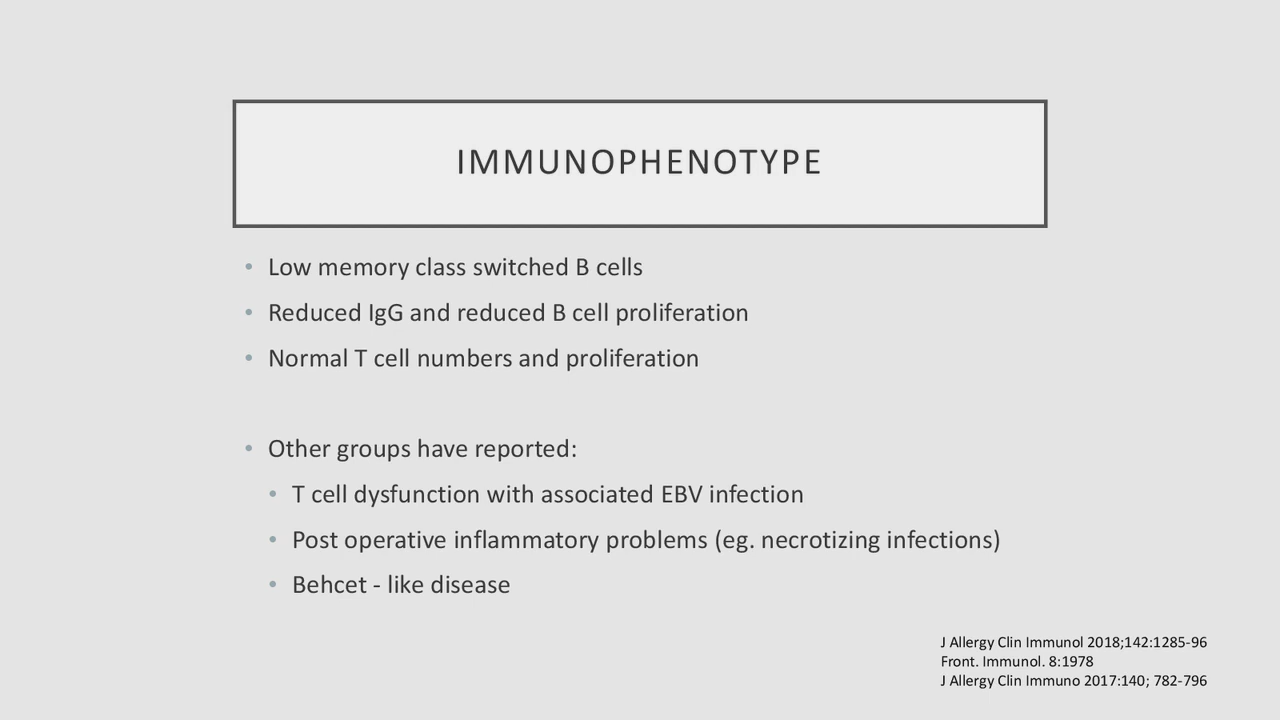 IMMUNOPHENOTYPE
• Low memory class switched B cells
• Reduced IgG and reduced B cell proliferation
• Normal T cell numbers and proliferation
• Other groups have reported:
• T cell dysfunction with associated EBV infection
• Post operative inflammatory problems (eg. necrotizing infections)
• Behcet - like disease
J Allergy Clin Immunol 2018;142:1285-96
Front. Immunol. 8:1978
J Allergy Clin Immuno 2017:140; 782-796